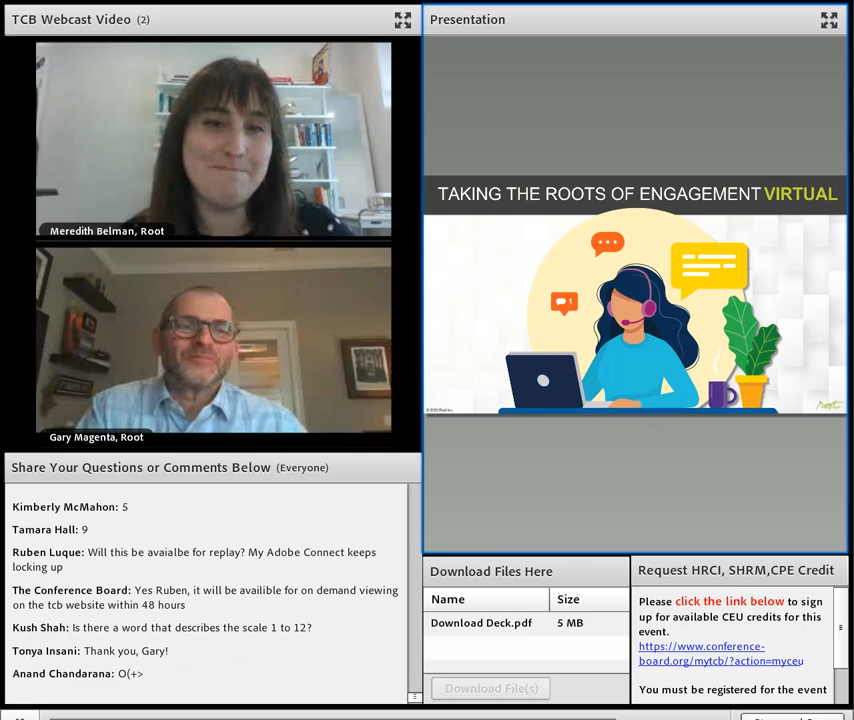 TCB Webcast Video (2)
Meredith Belman, Root
Gary Magenta, Root
Share Your Questions or Comments Below (Everyone)
Kimberly McMahon: 5
Tamara Hall: 9
Ruben Luque: Will this be avaialbe for replay? My Adobe Connect keeps
locking up
The Conference Board: Yes Ruben, it will be availible for on demand viewing
on the tcb website within 48 hours
Kush Shah: Is there a word that describes the scale 1 to 12?
Tonya Insani: Thank you, Gary!
Anand Chandarana: O(+>
Presentation
TAKING THE ROOTS OF ENGAGEMENT VIRTUAL
1
root
Download Files Here
Name Size
Download Deck.pdf 5 MB
Download File(s)
Request HRCI, SHRM,CPE Credit
Please click the link below to sign
up for available CEU credits for this
event.
https://www.conference-
board.org/mytcb/?action=myceu
You must be registered for the event